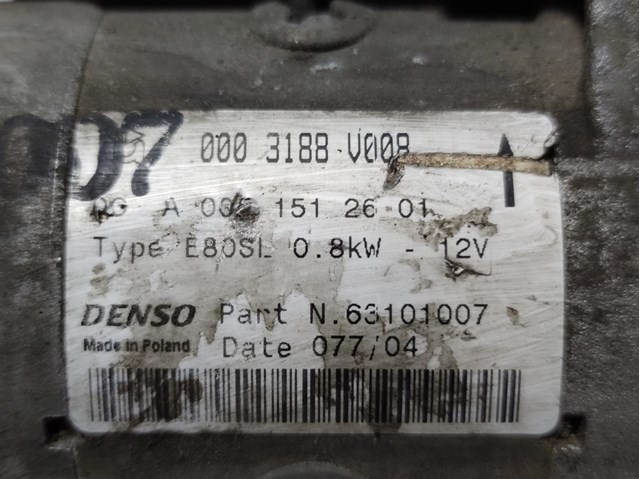 07
000 3188 V008
A 151 26 01
Type E80SL 0.8kW - 12V
DENSO Part N.63101007
Made in Poland Date 077/04